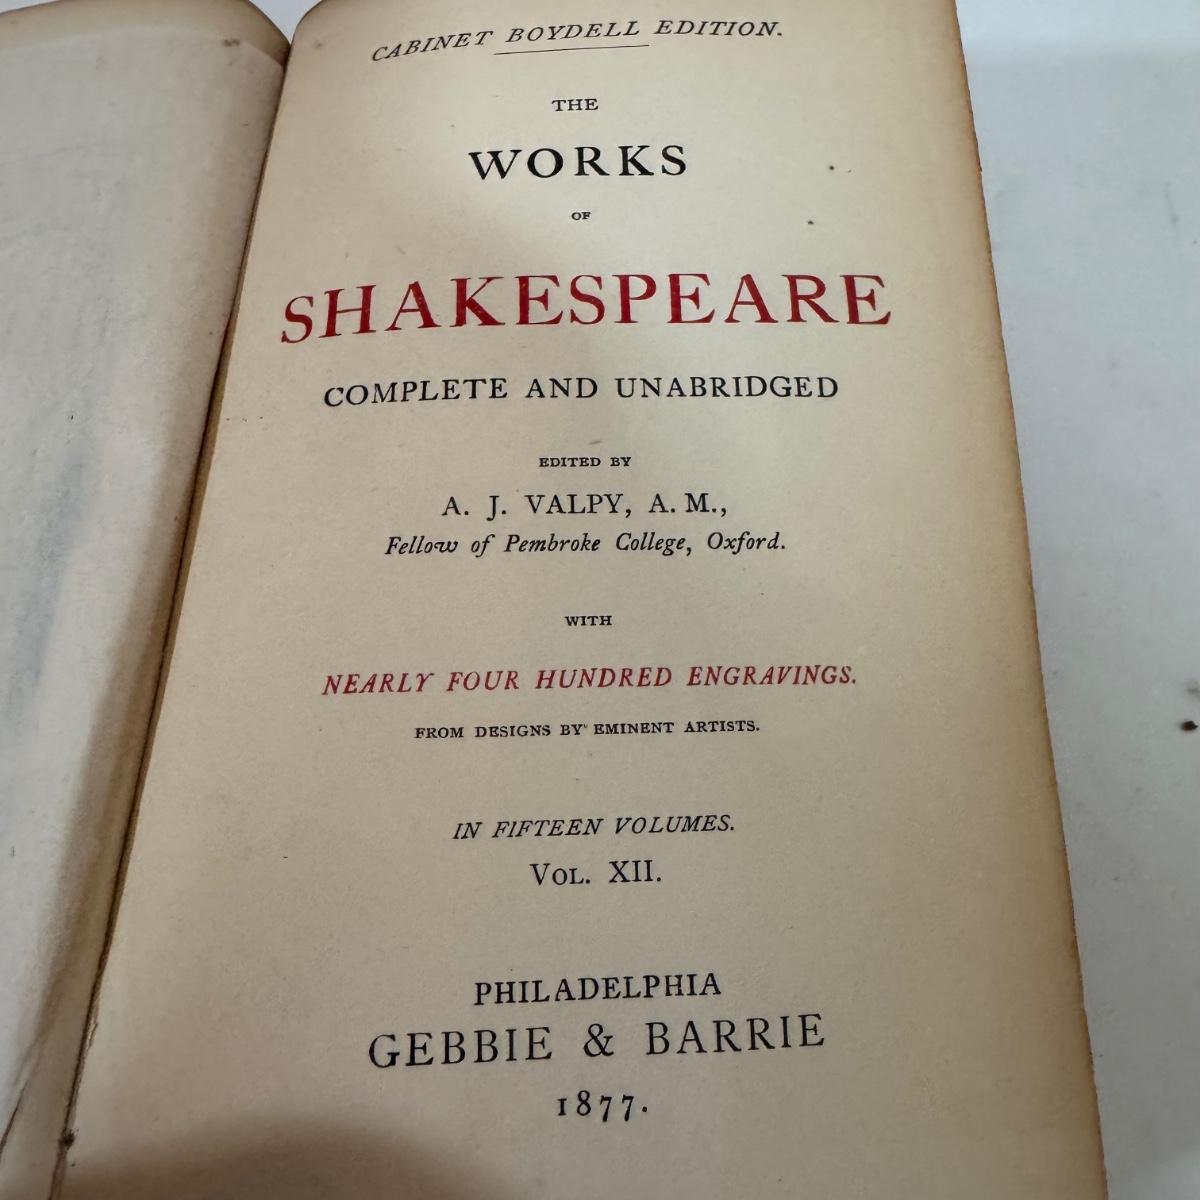 CABINET BOYDELL EDITION.
THE
WORKS
OF
SHAKESPEARE
COMPLETE AND UNABRIDGED
EDITED BY
A. J. VALPY, A. M.,
Fellow of Pembroke College, Oxford.
WITH
NEARLY FOUR HUNDRED ENGRAVINGS.
FROM DESIGNS BY EMINENT ARTISTS.
IN FIFTEEN VOLUMES.
VOL. XII.
PHILADELPHIA
GEBBIE & BARRIE
1877.